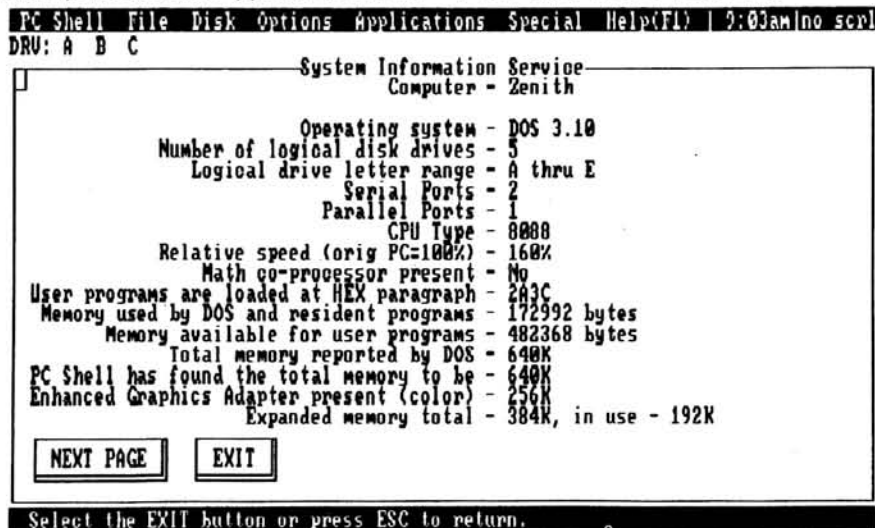 PC Shell File Disk Options Applications Special Help(F1) | 9:03am|no scrl
DRV: A B C
System Information Service
Computer - Zenith
Operating system - DOS 3.10
Number of logical disk drives - 5
Logical drive letter range - A thru E
Serial Ports - 2
Parallel Ports - 1
CPU Type - 8088
Relative speed (orig PC=100%) - 160%
Math co-processor present - No
User programs are loaded at HEX paragraph - 2A3C
Memory used by DOS and resident programs - 172992 bytes
Memory available for user programs - 482368 bytes
Total memory reported by DOS - 640K
PC Shell has found the total memory to be - 640K
Enhanced Graphics Adapter present (color) - 256K
Expanded memory total - 384K, in use - 192K
NEXT PAGE EXIT
Select the EXIT button or press ESC to return.